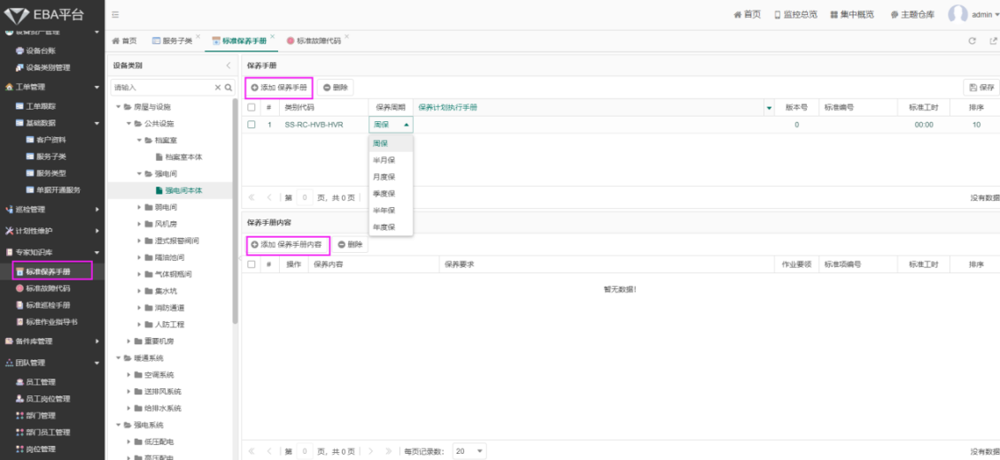 EBA平台
首页
监控总览
集中概览
主题仓库
admin
设备资产管理
设备台账
设备类别管理
工单管理
工单跟踪
基础数据
客户资料
服务子类
服务类型
单据开通服务
巡检管理
计划性维护
专家知识库
标准保养手册
标准故障代码
标准巡检手册
标准作业指导书
备件库管理
团队管理
员工管理
员工岗位管理
部门管理
部门员工管理
岗位管理
首页 服务子类 标准保养手册 标准故障代码
设备类别
请输入
房屋与设施
公共设施
档案室
档案室本体
强电间
强电间本体
弱电间
风机房
湿式报警阀间
隔油池间
气体钢瓶间
集水坑
消防通道
人防工程
重要机房
暖通系统
空调系统
送排风系统
给排水系统
强电系统
低压配电
高压配电
保养手册
添加 保养手册 删除 保存
# 类别代码 保养周期 保养计划执行手册 版本号 标准编号 标准工时 排序
1 SS-RC-HVB-HVR 周保 0 00:00 10
周保
半月保
月度保
季度保
半年保
年度保
第 0 页, 共 0 页 没有数据
保养手册内容
添加 保养手册内容 删除
# 操作 保养内容 保养要求 作业要领 标准项编号 标准工时 排序
暂无数据!
第 0 页, 共 0 页 每页记录数: 20 没有数据